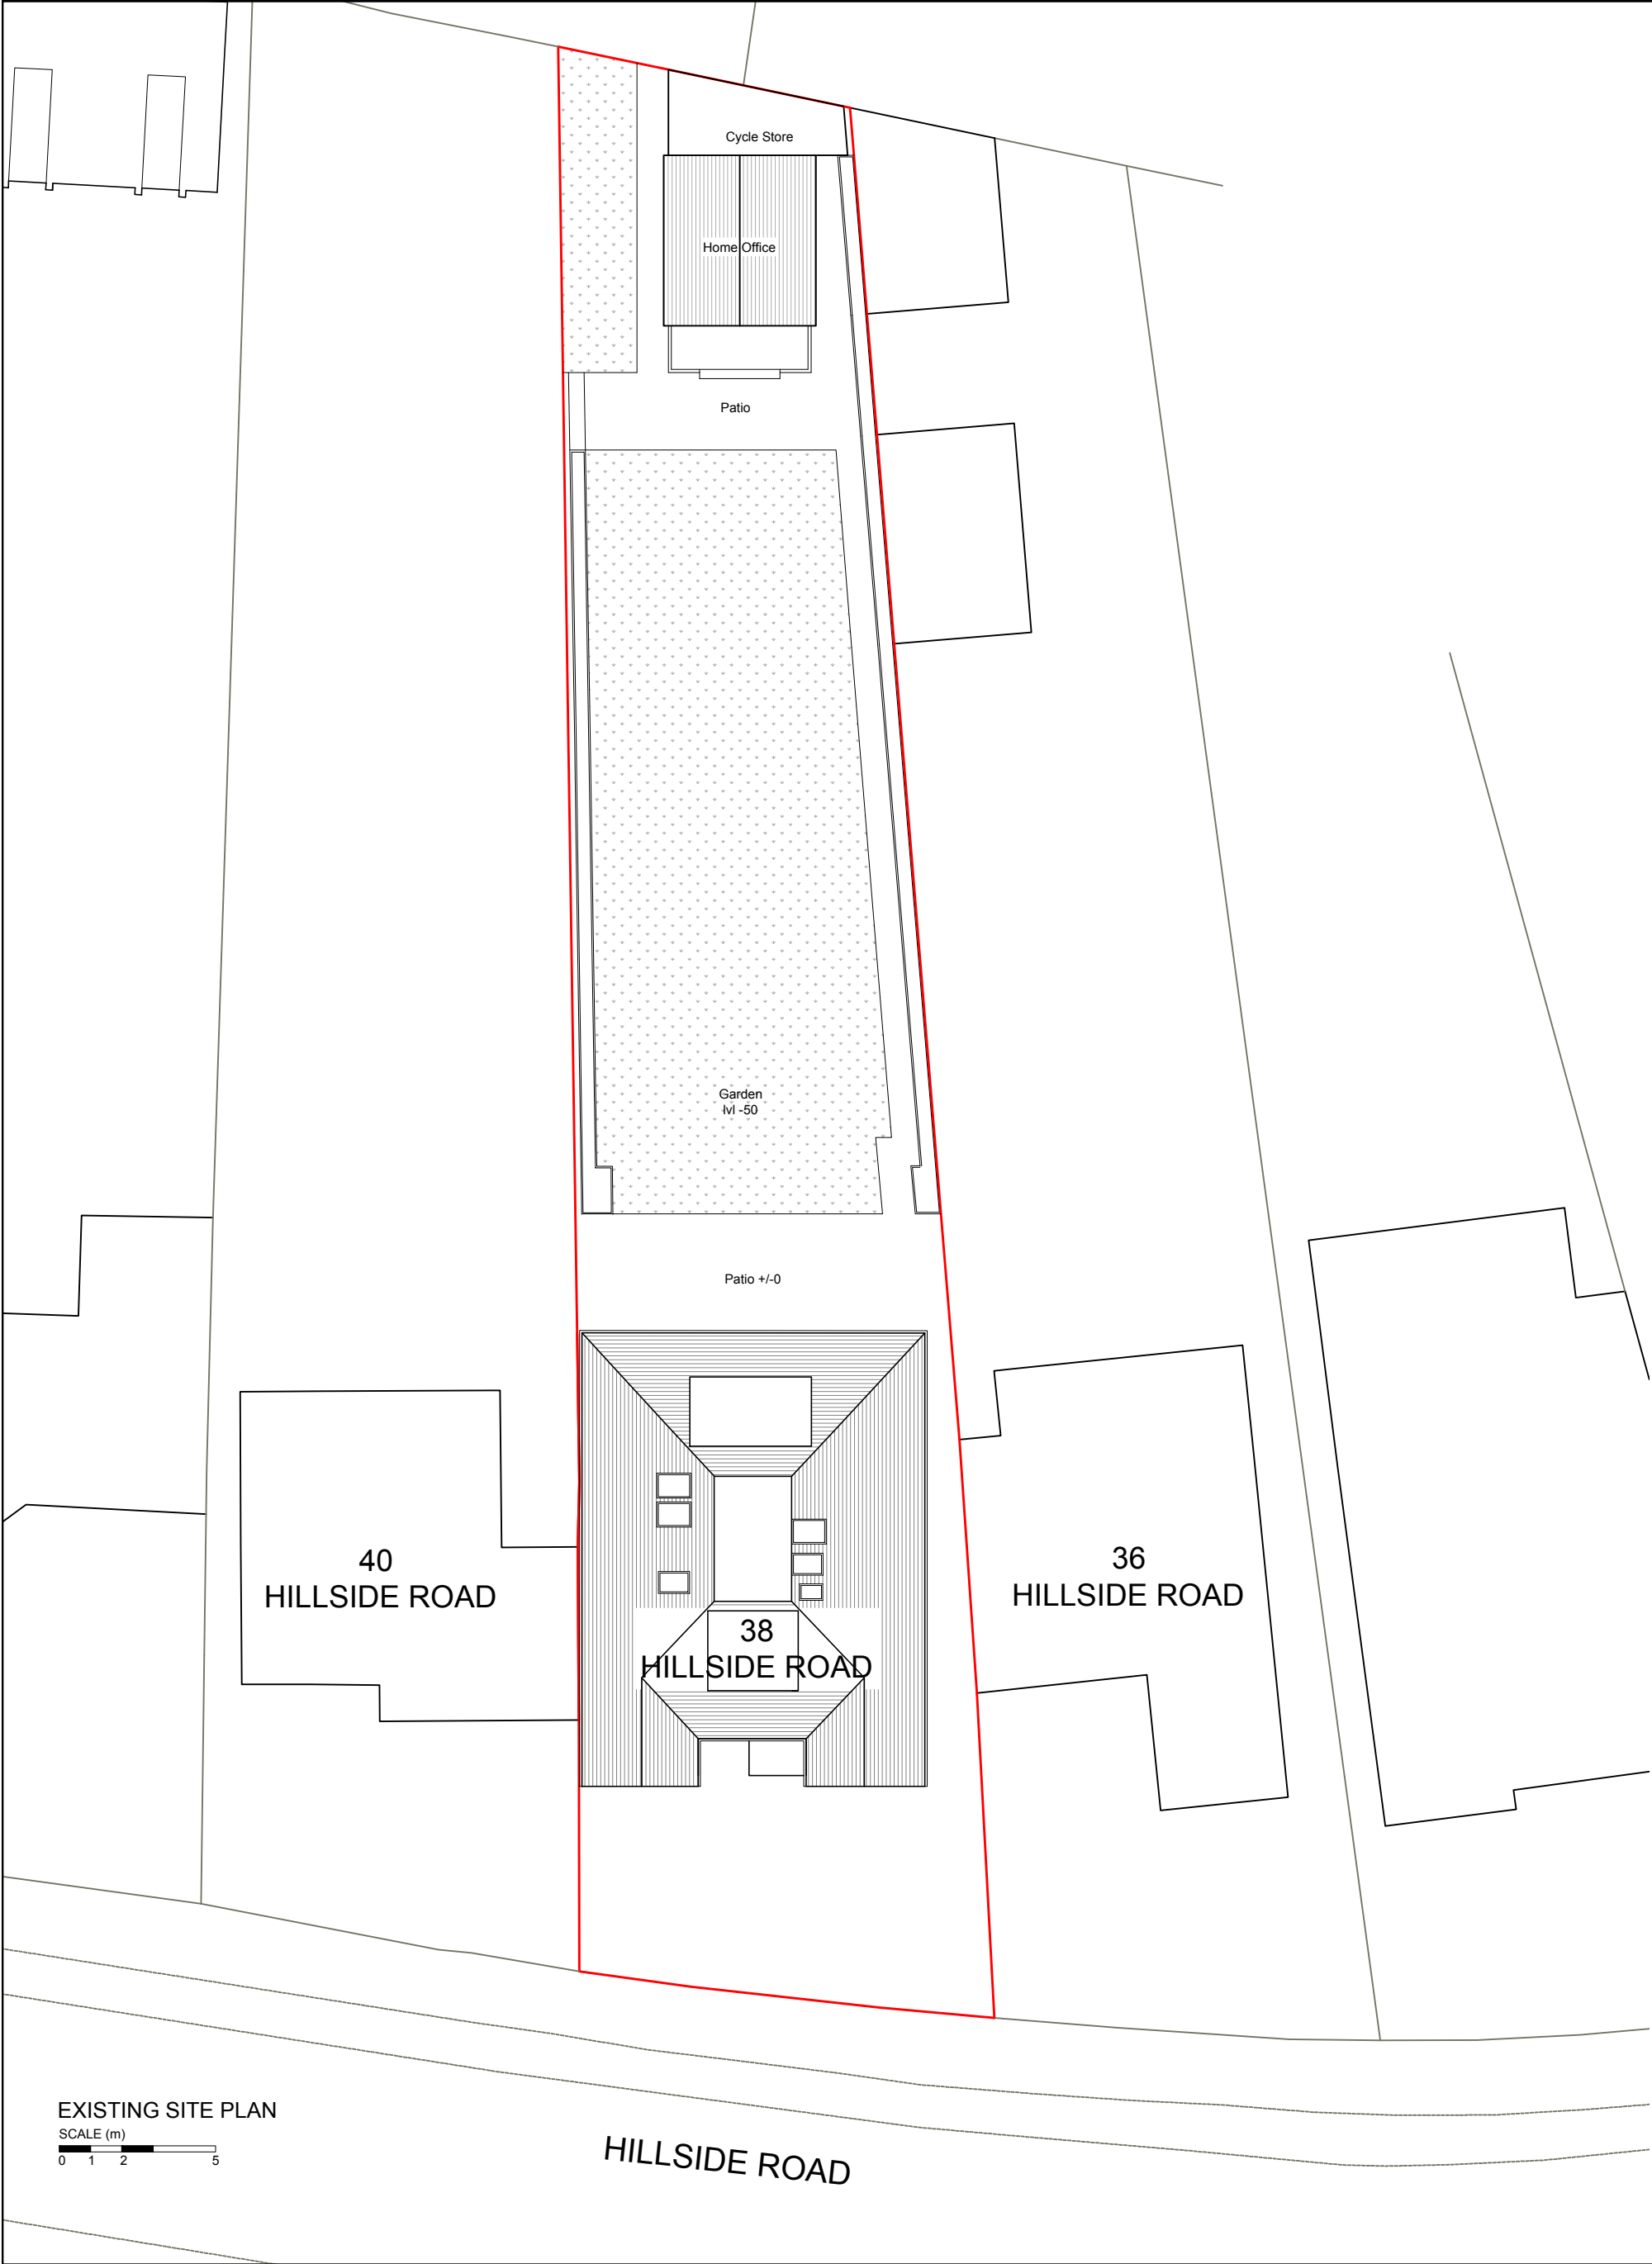 Cycle Store
Home Office
Patio
Garden
lvl -50
Patio +/-0
40
HILLSIDE ROAD
36
HILLSIDE ROAD
38
HILLSIDE ROAD
EXISTING SITE PLAN
SCALE (m)
0 1 2 5
HILLSIDE ROAD